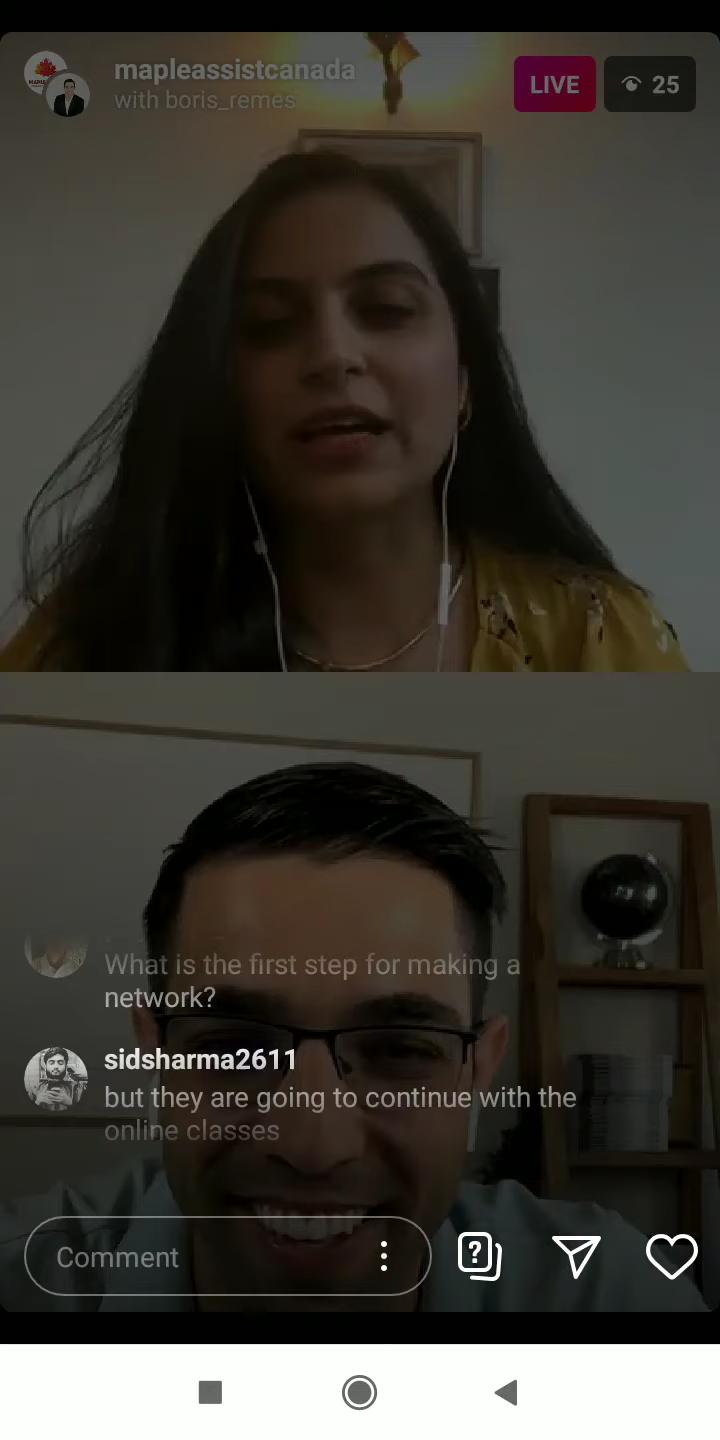 mapleassistcanada
with boris_remes
LIVE
25
What is the first step for making a
network?
sidsharma2611
but they are going to continue with the
online classes
Comment